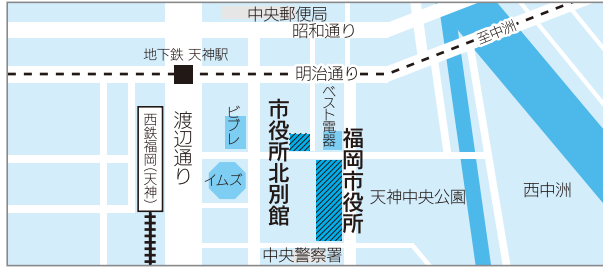 中央郵便局
昭和通り
至中洲
地下鉄 天神駅
明治通り
ベスト電器
ビブレ
市役所北別館
福岡市役所
渡辺通り
西鉄福岡(天神)
イムズ
天神中央公園
西中洲
中央警察署